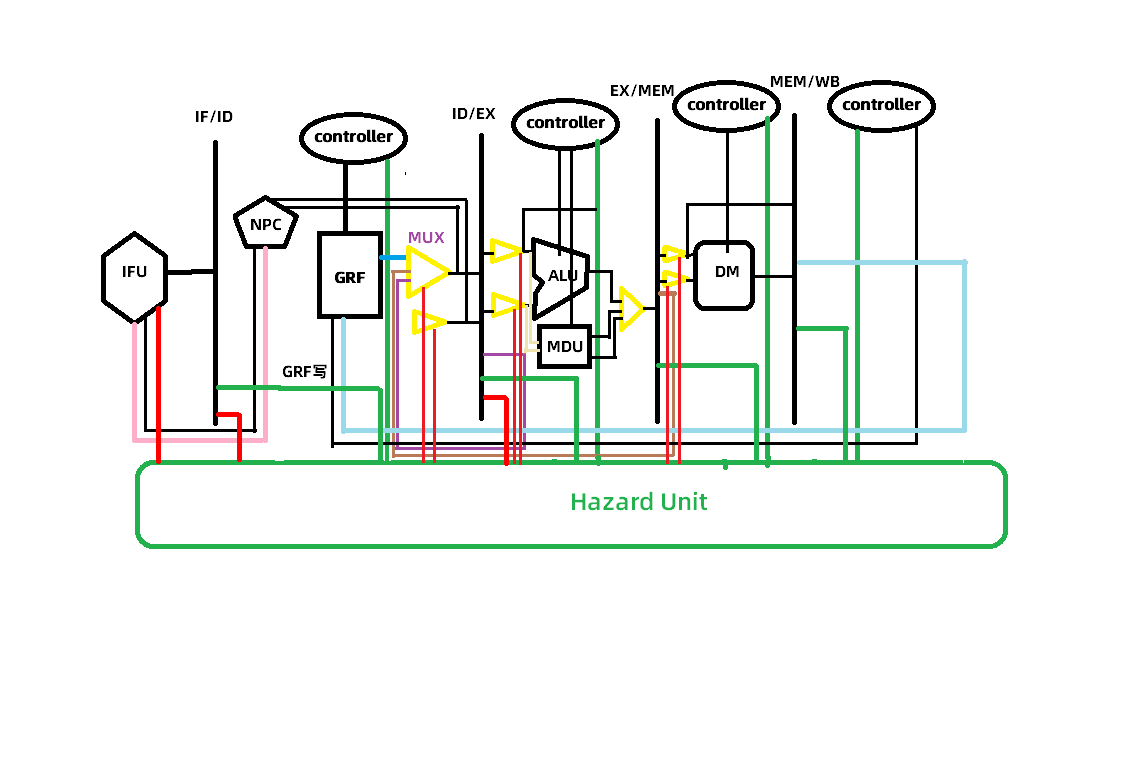 MEM/WB
EX/MEM
controller
controller
IF/ID
ID/EX
controller
controller
NPC
MUX
IFU
GRF
ALU
DM
MDU
GRF写
Hazard Unit